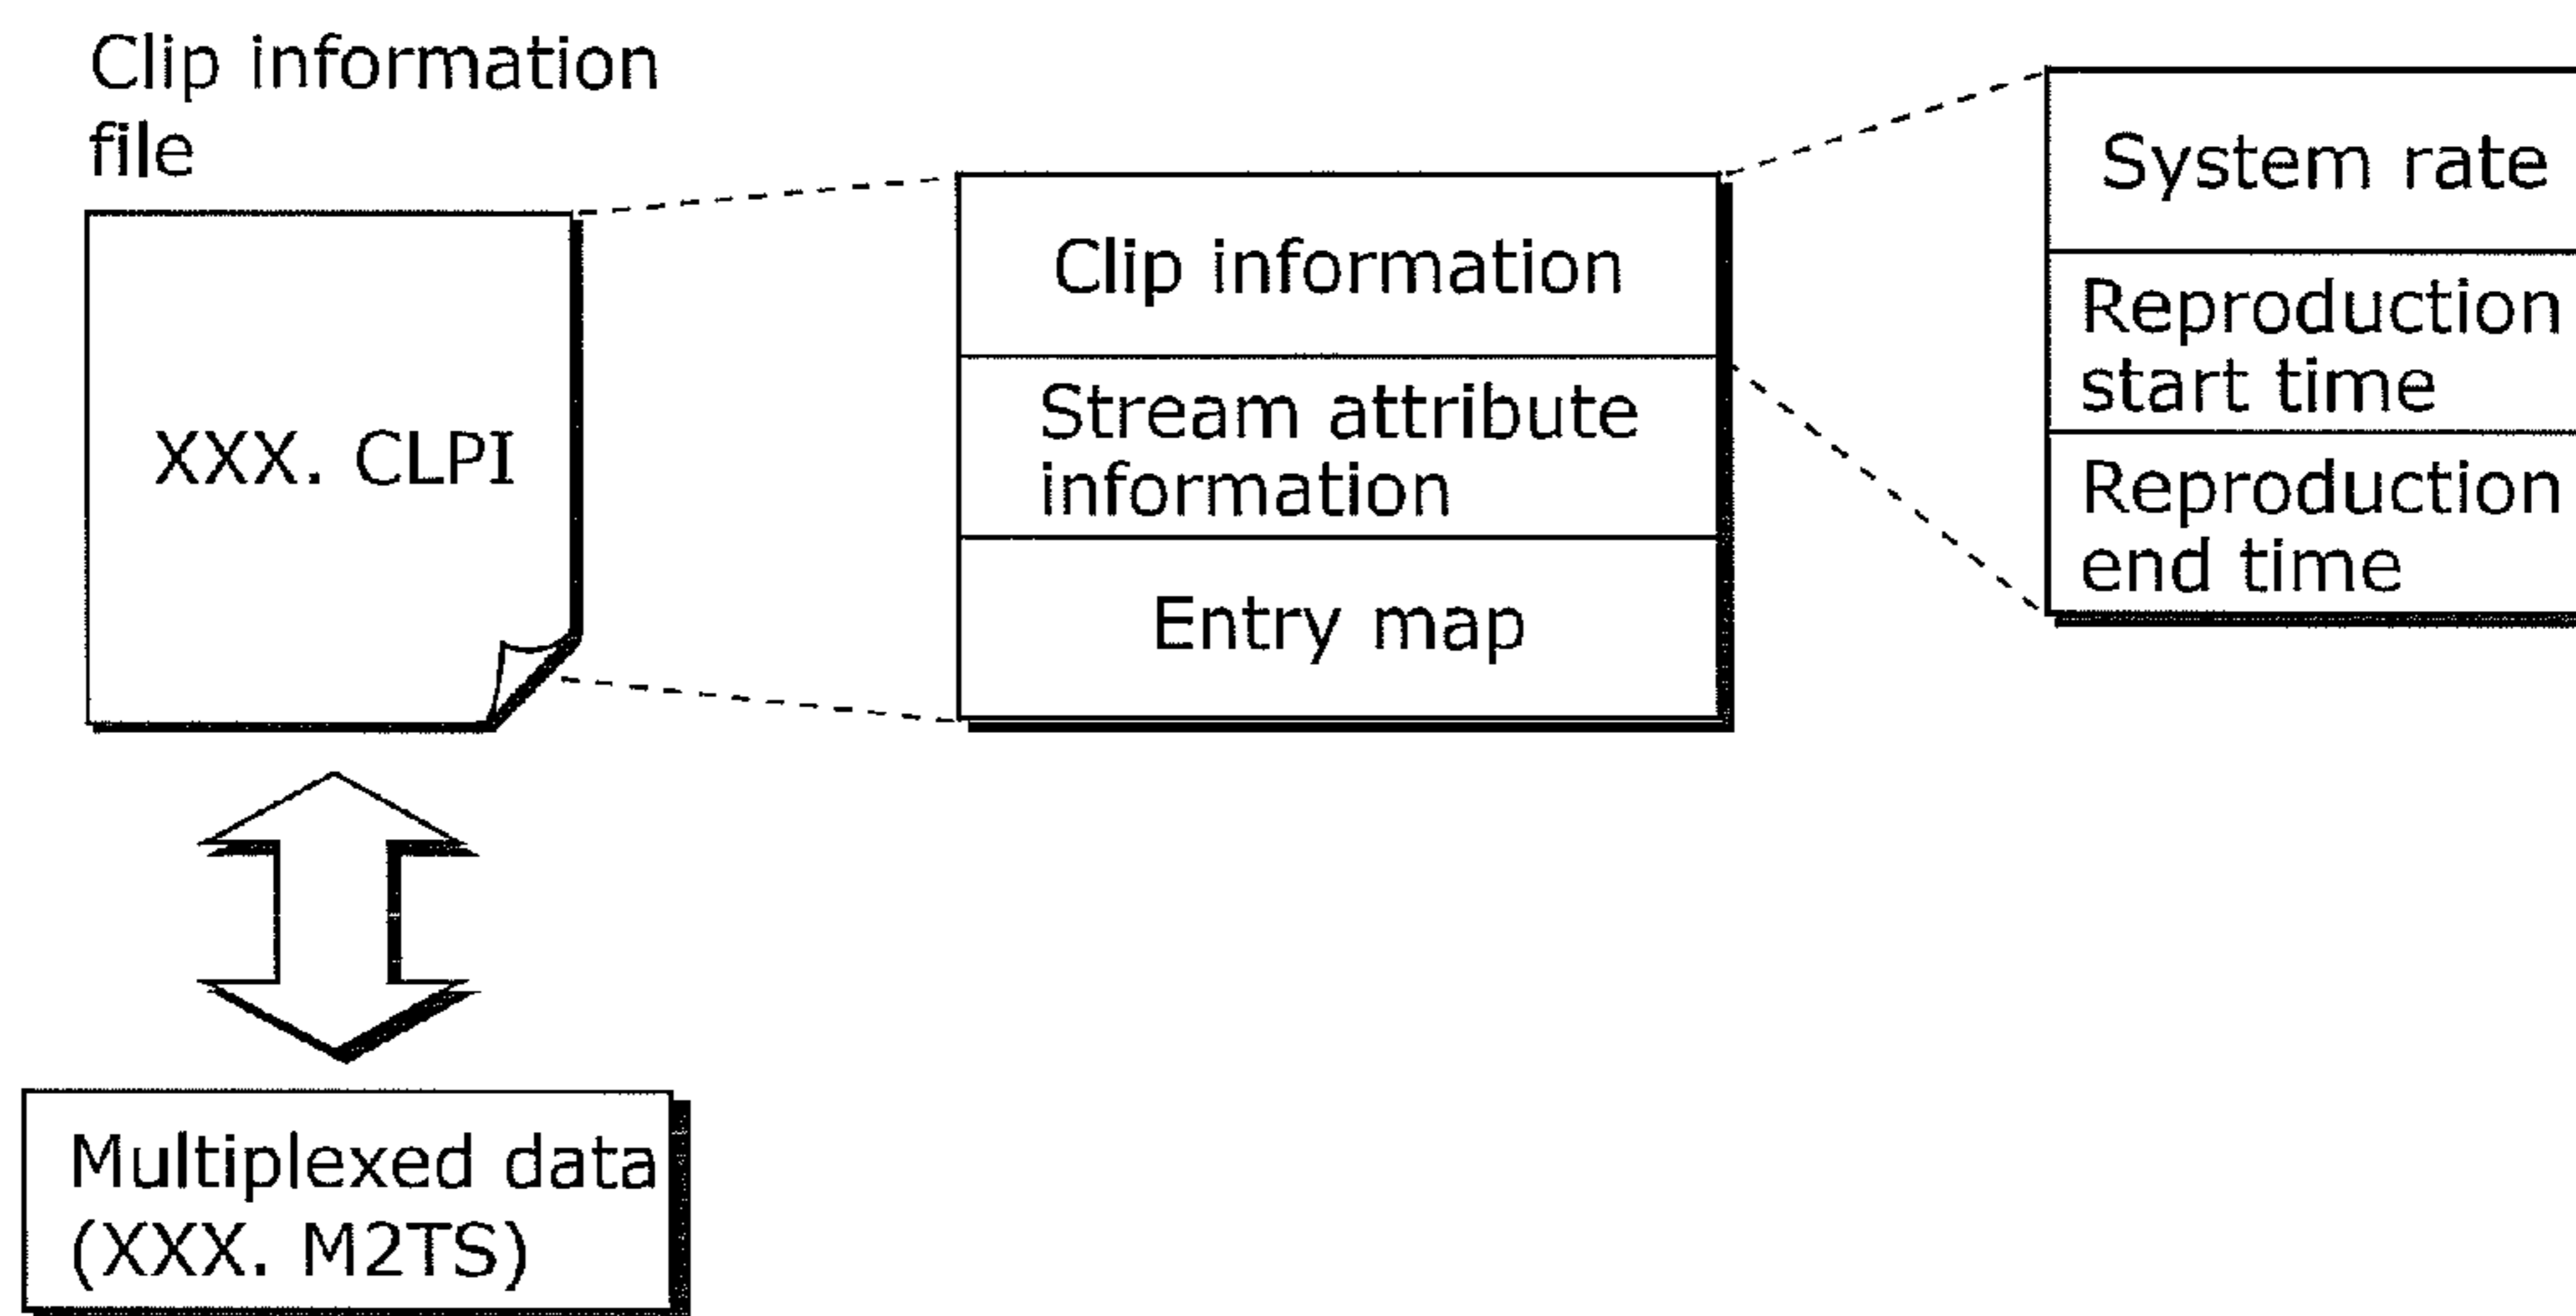 Clip information
file
XXX. CLPI
Clip information
Stream attribute
information
Entry map
System rate
Reproduction
start time
Reproduction
end time
Multiplexed data
(XXX. M2TS)